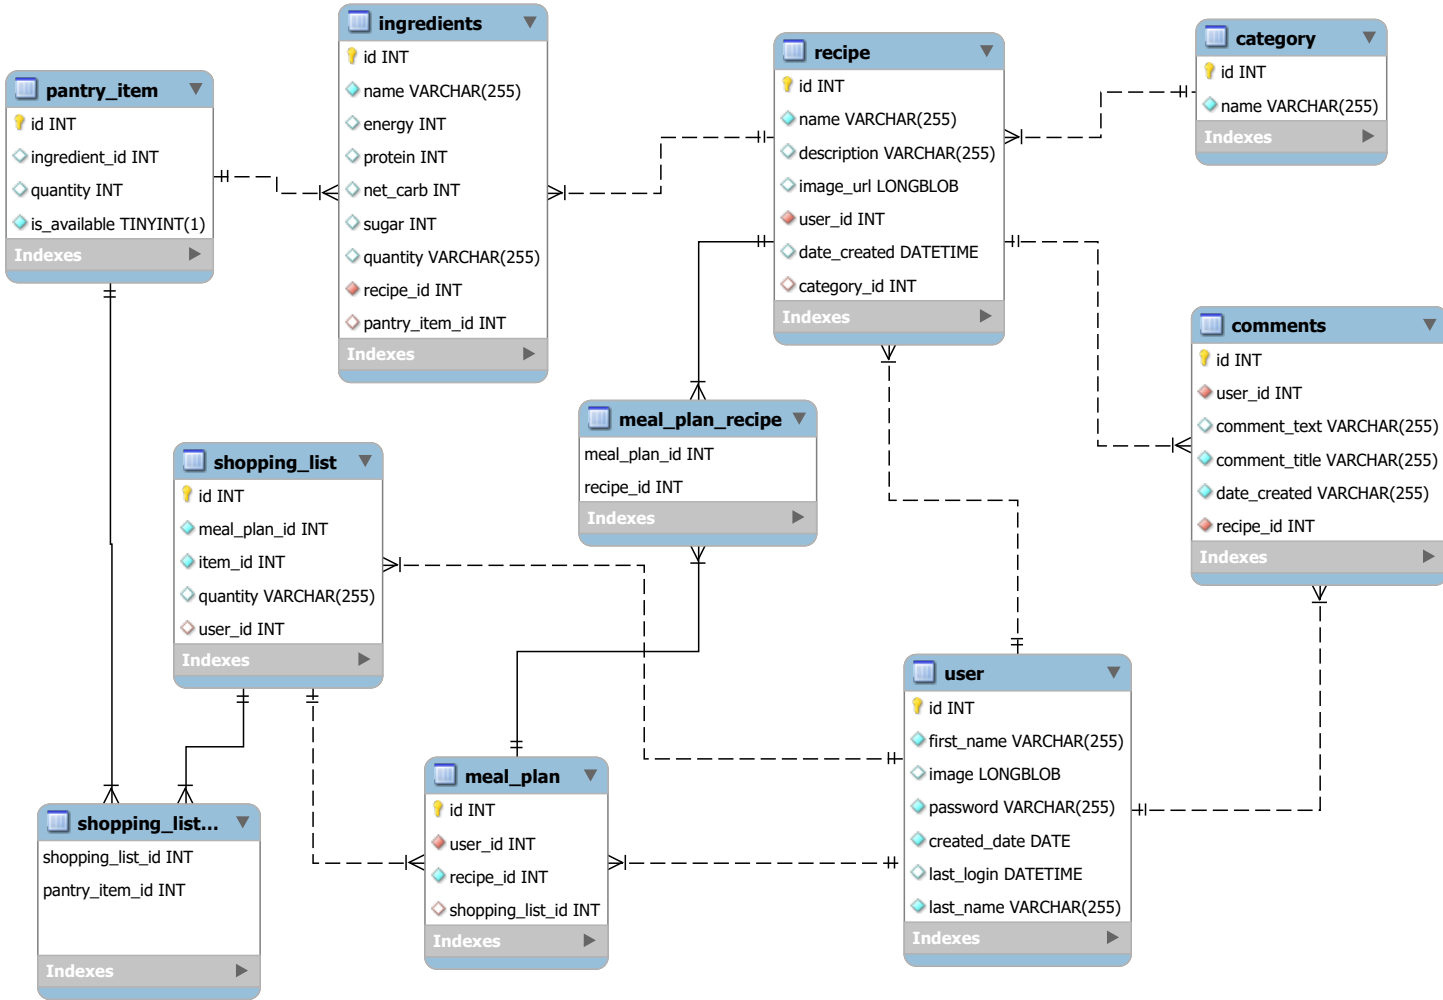 pantry_item
id INT
ingredient_id INT
quantity INT
is_available TINYINT(1)
Indexes
ingredients
id INT
name VARCHAR(255)
energy INT
protein INT
net_carb INT
sugar INT
quantity VARCHAR(255)
recipe_id INT
pantry_item_id INT
Indexes
recipe
id INT
name VARCHAR(255)
description VARCHAR(255)
image_url LONGBLOB
user_id INT
date_created DATETIME
category_id INT
Indexes
category
id INT
name VARCHAR(255)
Indexes
comments
id INT
user_id INT
comment_text VARCHAR(255)
comment_title VARCHAR(255)
date_created VARCHAR(255)
recipe_id INT
Indexes
meal_plan_recipe
meal_plan_id INT
recipe_id INT
Indexes
shopping_list
id INT
meal_plan_id INT
item_id INT
quantity VARCHAR(255)
user_id INT
Indexes
user
id INT
first_name VARCHAR(255)
image LONGBLOB
password VARCHAR(255)
created_date DATE
last_login DATETIME
last_name VARCHAR(255)
Indexes
meal_plan
id INT
user_id INT
recipe_id INT
shopping_list_id INT
Indexes
shopping_list...
shopping_list_id INT
pantry_item_id INT
Indexes